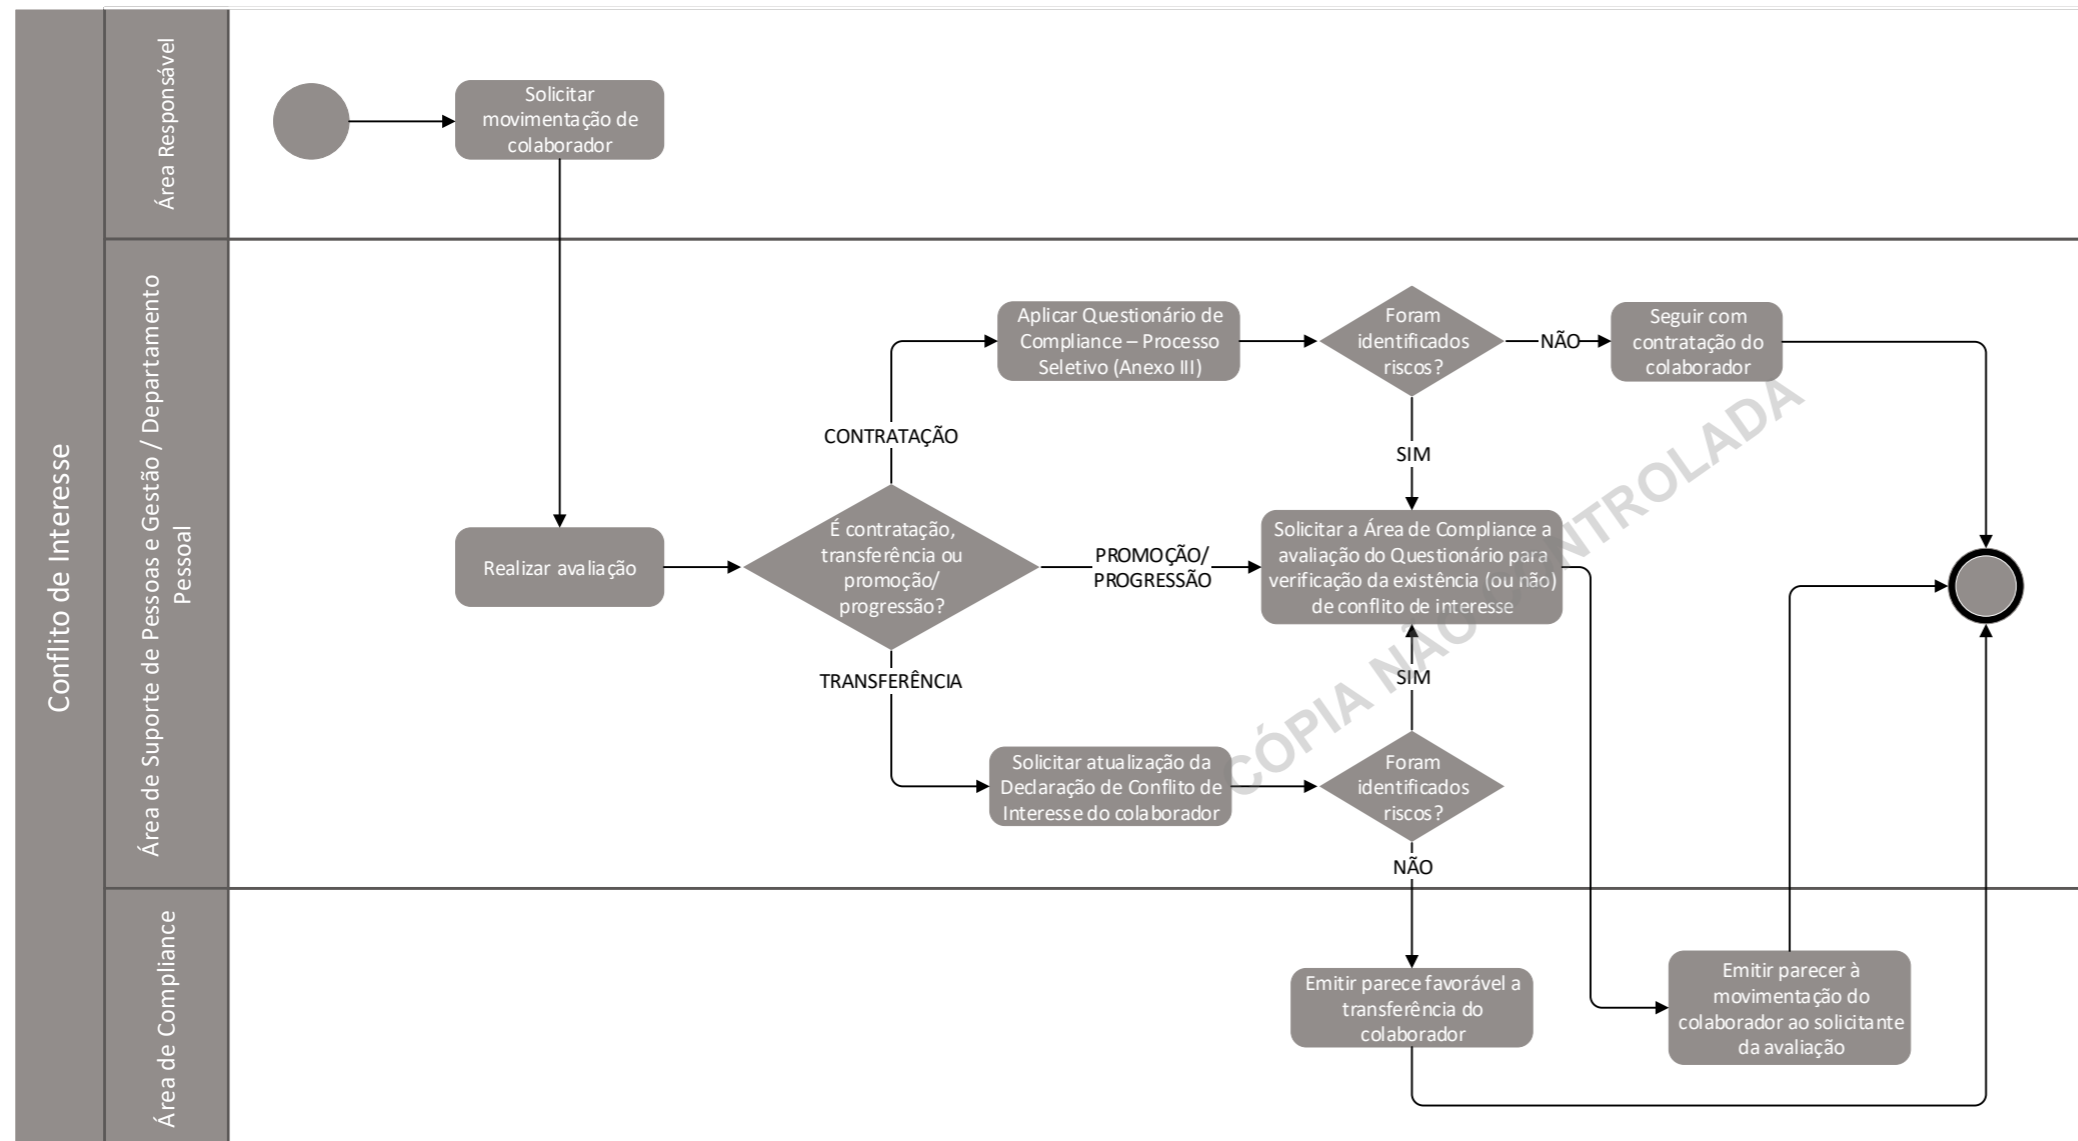 Conflito de Interesse
Área Responsável
Solicitar
movimentação de
colaborador
Área de Suporte de Pessoas e Gestão / Departamento
Pessoal
Realizar avaliação
É contratação,
transferência ou
promoção/
progressão?
CONTRATAÇÃO
Aplicar Questionário de
Compliance – Processo
Seletivo (Anexo III)
Foram
identificados
riscos?
NÃO
Seguir com
contratação do
colaborador
SIM
PROMOÇÃO/
PROGRESSÃO
Solicitar a Área de Compliance a
avaliação do Questionário para
verificação da existência (ou não)
de conflito de interesse
TRANSFERÊNCIA
Solicitar atualização da
Declaração de Conflito de
Interesse do colaborador
Foram
identificados
riscos?
SIM
NÃO
Área de Compliance
Emitir parece favorável a
transferência do
colaborador
Emitir parecer à
movimentação do
colaborador ao solicitante
da avaliação
CÓPIA NÃO CONTROLADA